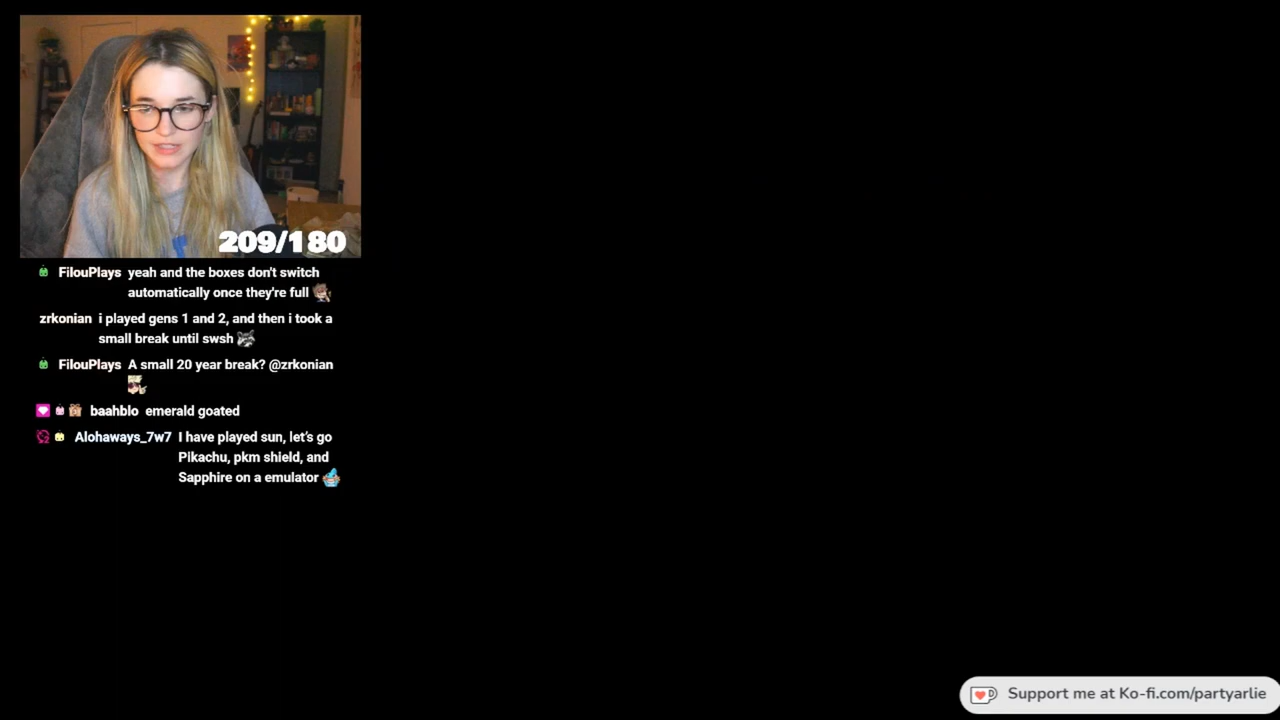 209/180
FilouPlays yeah and the boxes don't switch
automatically once they're full
zrkonian i played gens 1 and 2, and then i took a
small break until swsh
FilouPlays A small 20 year break? @zrkonian
baahblo emerald goated
Alohaways_7w7 I have played sun, let's go
Pikachu, pkm shield, and
Sapphire on a emulator
Support me at Ko-fi.com/partyarlie